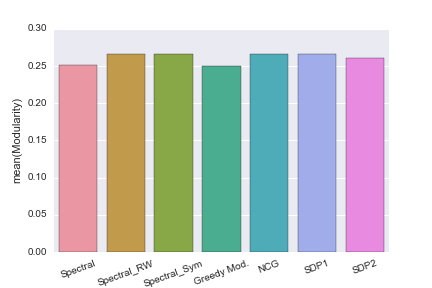 mean(Modularity)
0.30
0.25
0.20
0.15
0.10
0.05
0.00
Spectral
Spectral_RW
Spectral_Sym
Greedy Mod.
NCG
SDP1
SDP2